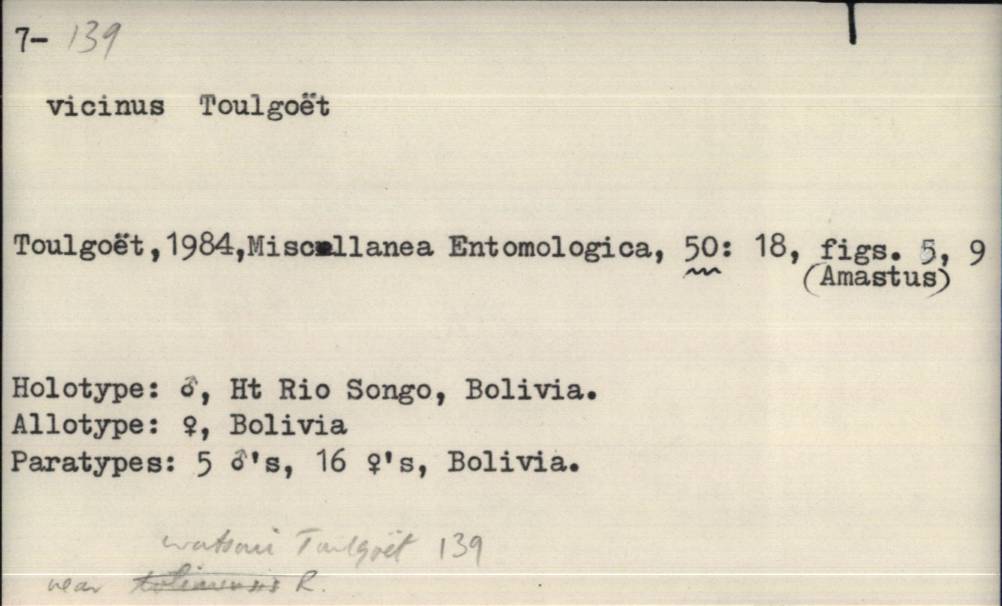 7- 139
vicinus Toulgoët
Toulgoët,1984,Miscellanea Entomologica, 50: 18, figs. 5, 9
(Amastus)
Holotype: ♂, Ht Rio Songo, Bolivia.
Allotype: ♀, Bolivia
Paratypes: 5 ♂'s, 16 ♀'s, Bolivia.
watsoni Toulgoët 139
near tolimensis R.